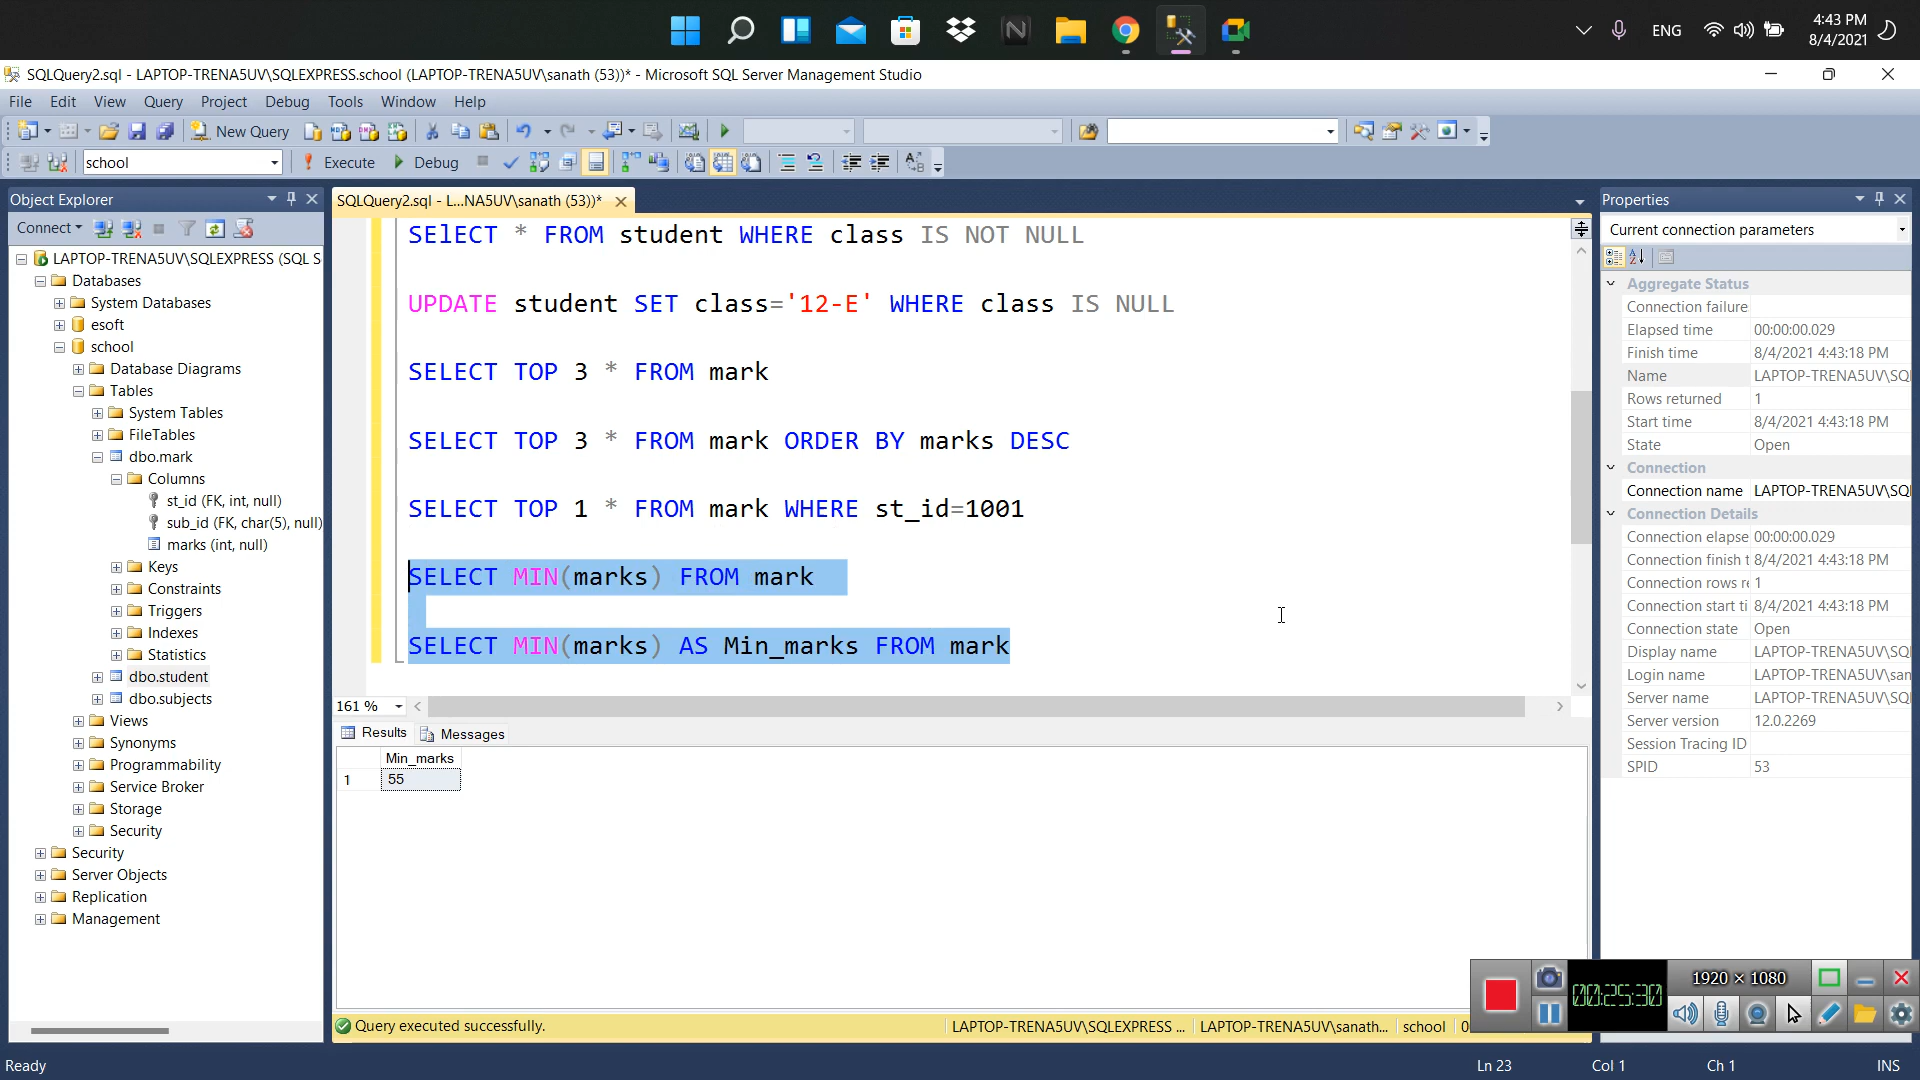 ENG
4:43 PM
8/4/2021
SQLQuery2.sql - LAPTOP-TRENA5UV\SQLEXPRESS.school (LAPTOP-TRENA5UV\sanath (53))* - Microsoft SQL Server Management Studio
File Edit View Query Project Debug Tools Window Help
New Query
school Execute Debug
Object Explorer
Connect
LAPTOP-TRENA5UV\SQLEXPRESS (SQL S
Databases
System Databases
esoft
school
Database Diagrams
Tables
System Tables
FileTables
dbo.mark
Columns
st_id (FK, int, null)
sub_id (FK, char(5), null)
marks (int, null)
Keys
Constraints
Triggers
Indexes
Statistics
dbo.student
dbo.subjects
Views
Synonyms
Programmability
Service Broker
Storage
Security
Security
Server Objects
Replication
Management
SQLQuery2.sql - L...NA5UV\sanath (53))*
SElECT * FROM student WHERE class IS NOT NULL
UPDATE student SET class='12-E' WHERE class IS NULL
SELECT TOP 3 * FROM mark
SELECT TOP 3 * FROM mark ORDER BY marks DESC
SELECT TOP 1 * FROM mark WHERE st_id=1001
SELECT MIN(marks) FROM mark
SELECT MIN(marks) AS Min_marks FROM mark
161 %
Results Messages
Min_marks
1 55
Query executed successfully.
LAPTOP-TRENA5UV\SQLEXPRESS ... LAPTOP-TRENA5UV\sanath... school 0
Properties
Current connection parameters
Aggregate Status
Connection failure
Elapsed time 00:00:00.029
Finish time 8/4/2021 4:43:18 PM
Name LAPTOP-TRENA5UV\SQ
Rows returned 1
Start time 8/4/2021 4:43:18 PM
State Open
Connection
Connection name LAPTOP-TRENA5UV\SQ
Connection Details
Connection elapse 00:00:00.029
Connection finish t 8/4/2021 4:43:18 PM
Connection rows re 1
Connection start ti 8/4/2021 4:43:18 PM
Connection state Open
Display name LAPTOP-TRENA5UV\SQ
Login name LAPTOP-TRENA5UV\san
Server name LAPTOP-TRENA5UV\SQ
Server version 12.0.2269
Session Tracing ID
SPID 53
00:25:30
1920 × 1080
Ready
Ln 23 Col 1 Ch 1 INS